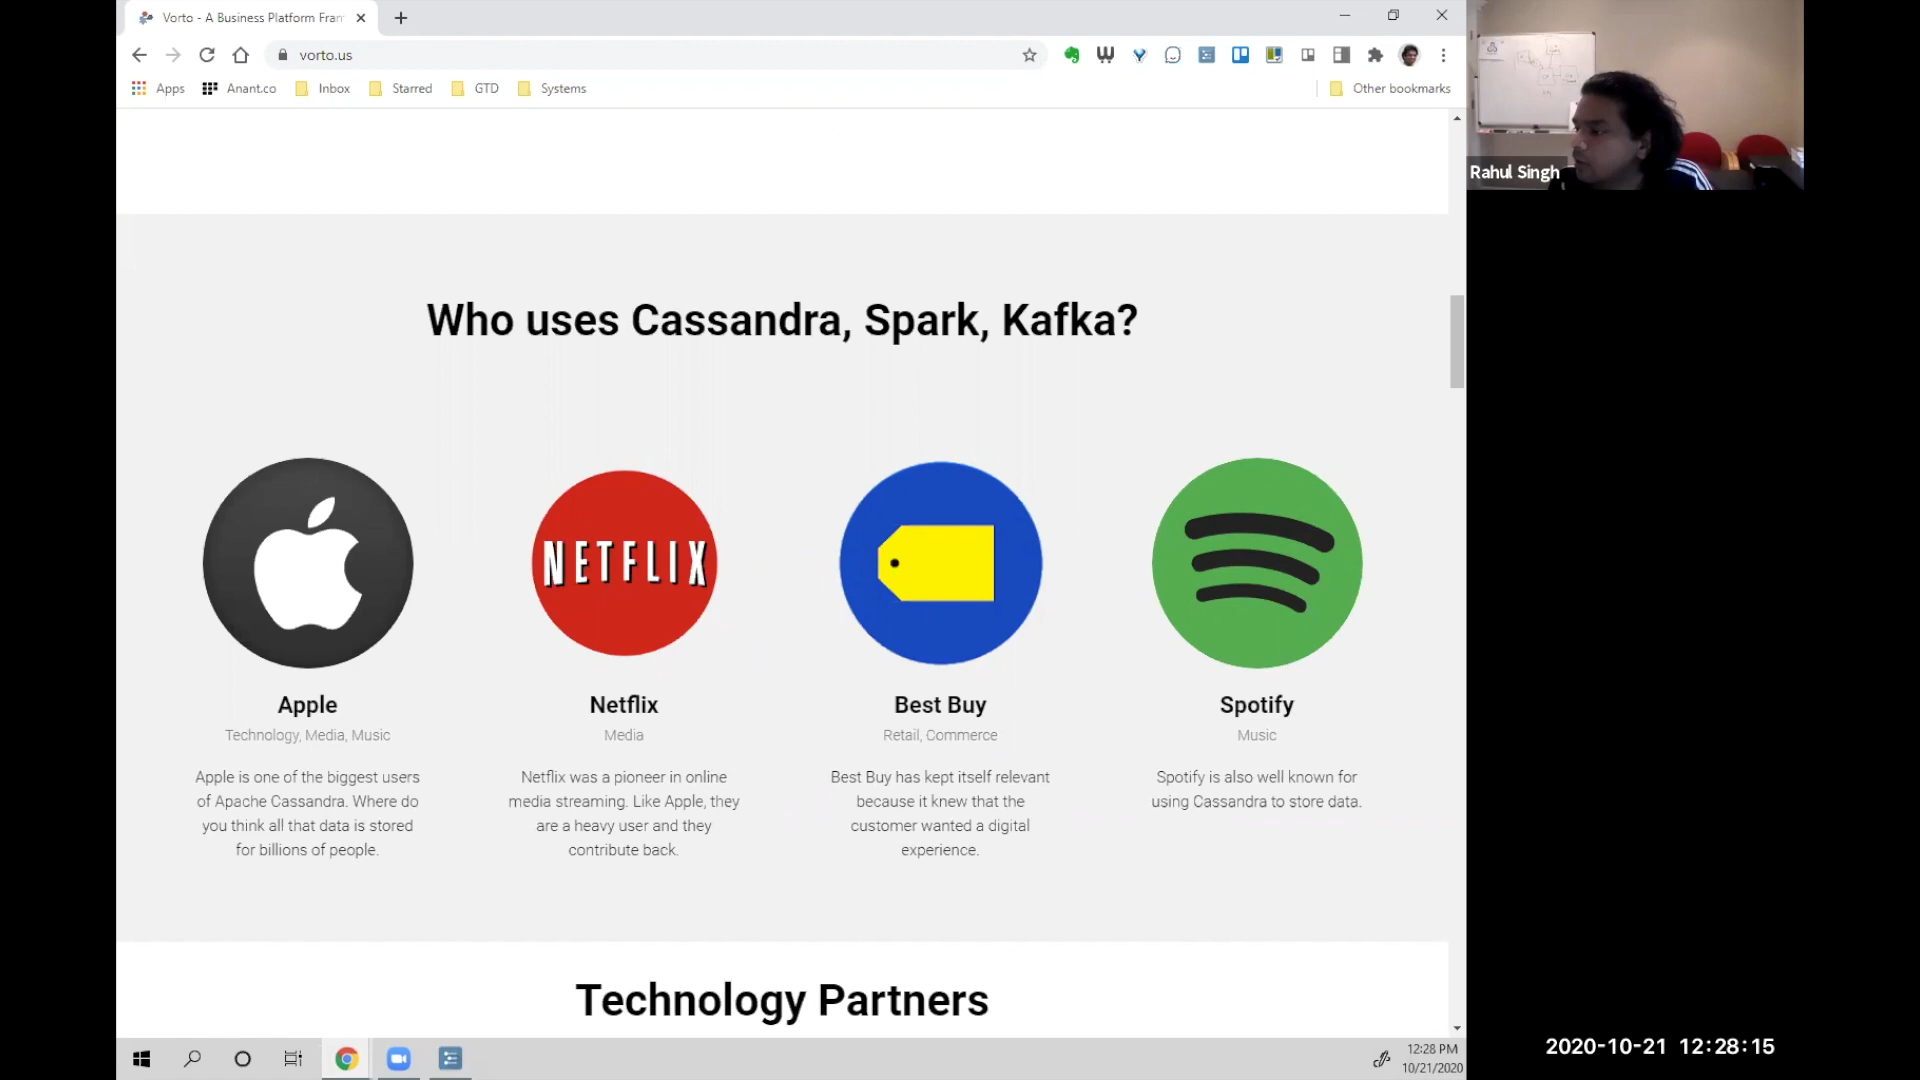 Vorto - A Business Platform Fran
vorto.us
Apps
Anant.co
Inbox
Starred
GTD
Systems
Other bookmarks
Rahul Singh
Who uses Cassandra, Spark, Kafka?
NETFLIX
Apple
Technology, Media, Music
Apple is one of the biggest users
of Apache Cassandra. Where do
you think all that data is stored
for billions of people.
Netflix
Media
Netflix was a pioneer in online
media streaming. Like Apple, they
are a heavy user and they
contribute back.
Best Buy
Retail, Commerce
Best Buy has kept itself relevant
because it knew that the
customer wanted a digital
experience.
Spotify
Music
Spotify is also well known for
using Cassandra to store data.
Technology Partners
12:28 PM
10/21/2020
2020-10-21 12:28:15